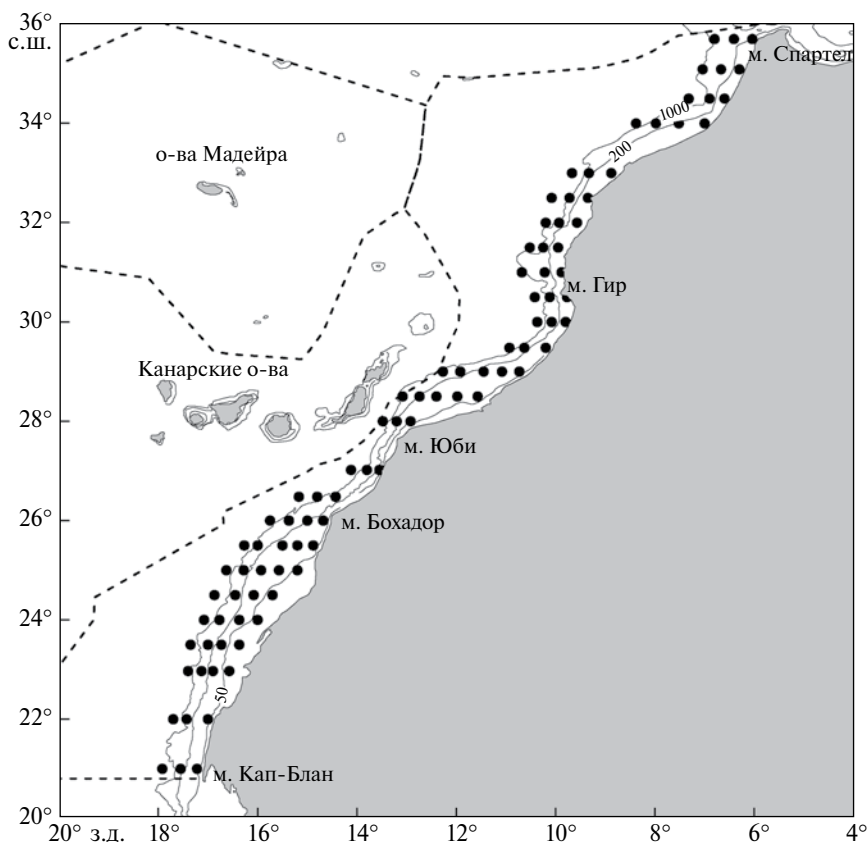 36°
с.ш.
м. Спартел
1000
34°
200
о-ва Мадейра
32°
м. Гир
30°
Канарские о-ва
28°
м. Юби
26°
м. Бохадор
24°
50
22°
м. Кап-Блан
20°
20° з.д. 18° 16° 14° 12° 10° 8° 6° 4°